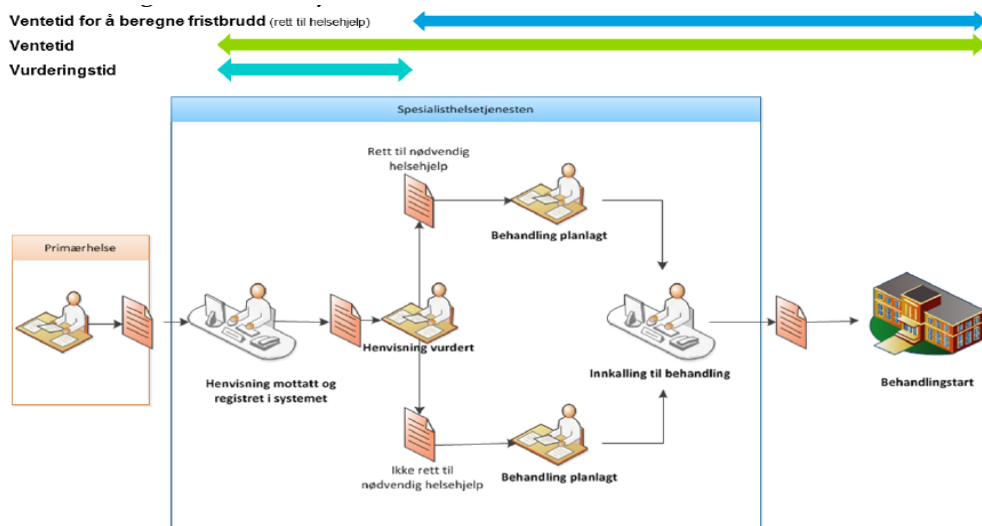 Ventetid for å beregne fristbrudd (rett til helsehjelp)
Ventetid
Vurderingstid
Spesialisthelsetjenesten
Rett til nødvendig
helsehjelp
Behandling planlagt
Primærhelse
Henvisning vurdert
Henvisning mottatt og
registret i systemet
Innkalling til behandling
Behandlingstart
Ikke rett til
nødvendig helsehjelp
Behandling planlagt